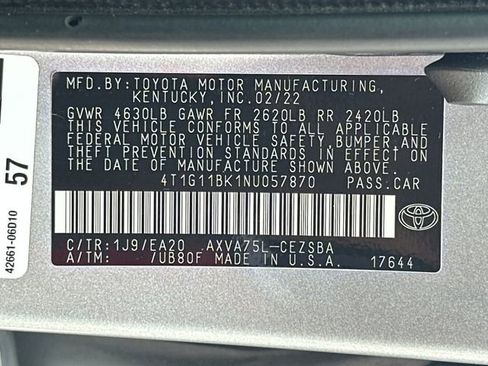 MFD.BY:TOYOTA MOTOR MANUFACTURING,
KENTUCKY,INC.02/22
GVWR 4630LB GAWR FR 2620LB RR 2420LB
THIS VEHICLE CONFORMS TO ALL APPLICABLE
FEDERAL MOTOR VEHICLE SAFETY,BUMPER,AND
THEFT PREVENTION STANDARDS IN EFFECT ON
THE DATE OF MANUFACTURE SHOWN ABOVE.
4T1G11BK1NU057870 PASS.CAR
C/TR:1J9/EA20 AXVA75L-CEZSBA
A/TM: /UB80F MADE IN U.S.A. 17644
57
42661-06D10